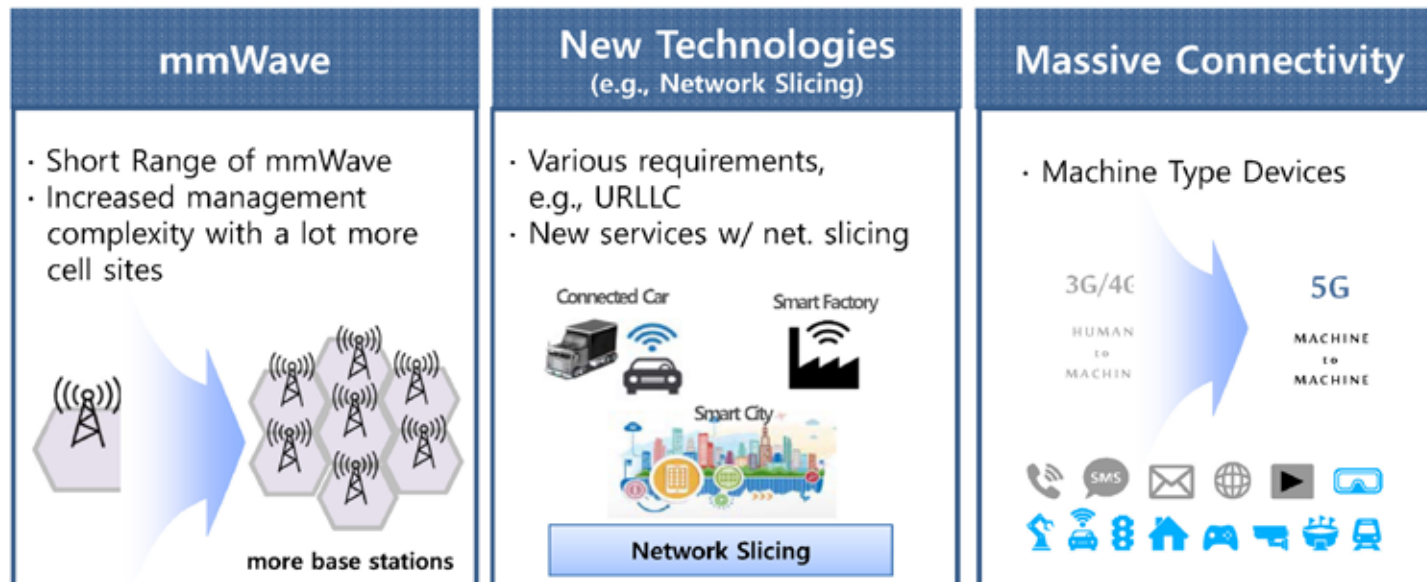 mmWave
· Short Range of mmWave
· Increased management
complexity with a lot more
cell sites
more base stations
New Technologies
(e.g., Network Slicing)
· Various requirements,
e.g., URLLC
· New services w/ net. slicing
Connected Car
Smart Factory
Smart City
Network Slicing
Massive Connectivity
· Machine Type Devices
3G/4G
HUMAN
to
MACHIN
5G
MACHINE
to
MACHINE
SMS